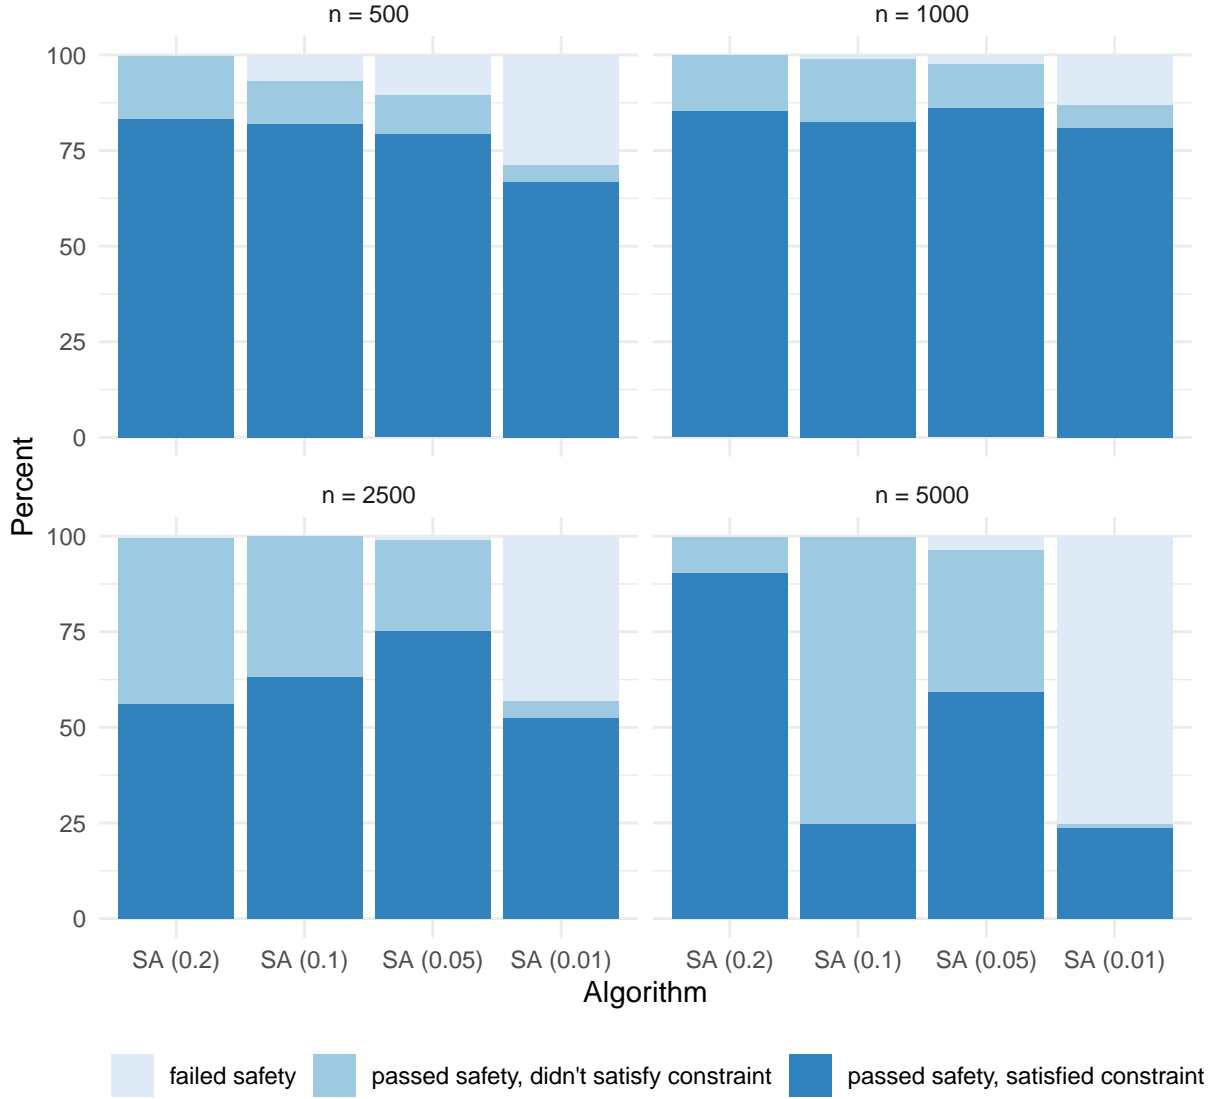 n = 500
n = 1000
100
75
50
25
0
n = 2500
n = 5000
Percent
100
75
50
25
0
SA (0.2) SA (0.1) SA (0.05) SA (0.01) SA (0.2) SA (0.1) SA (0.05) SA (0.01)
Algorithm
failed safety passed safety, didn't satisfy constraint passed safety, satisfied constraint